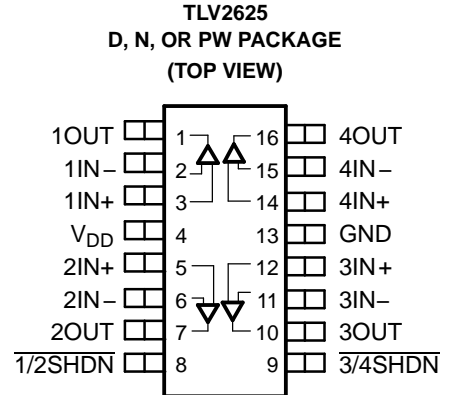 TLV2625
D, N, OR PW PACKAGE
(TOP VIEW)
1OUT 1 16 4OUT
1IN− 2 15 4IN−
1IN+ 3 14 4IN+
VDD 4 13 GND
2IN+ 5 12 3IN+
2IN− 6 11 3IN−
2OUT 7 10 3OUT
1/2SHDN 8 9 3/4SHDN